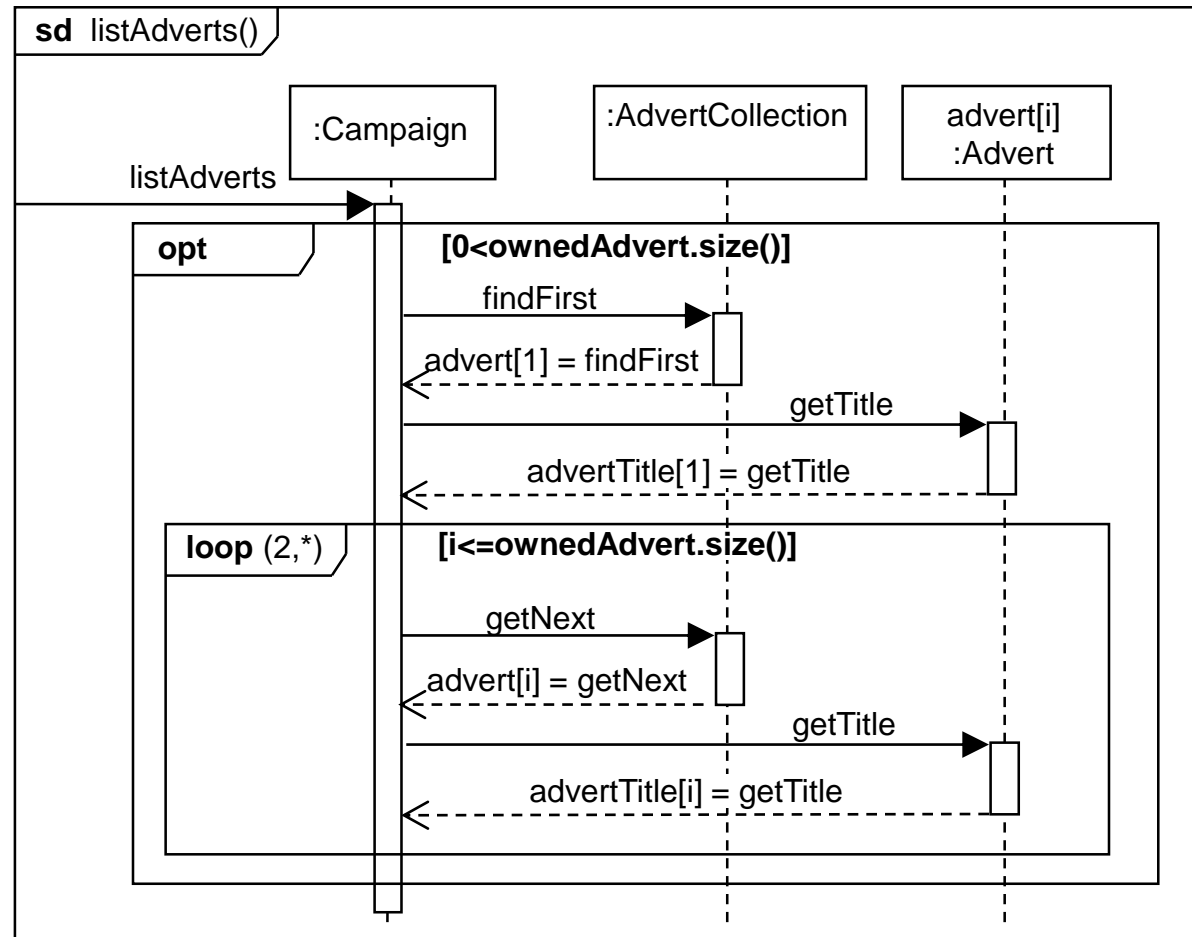 sd listAdverts()
:Campaign
:AdvertCollection
advert[i]
:Advert
listAdverts
opt
[0<ownedAdvert.size()]
findFirst
advert[1] = findFirst
getTitle
advertTitle[1] = getTitle
loop (2,*)
[i<=ownedAdvert.size()]
getNext
advert[i] = getNext
getTitle
advertTitle[i] = getTitle